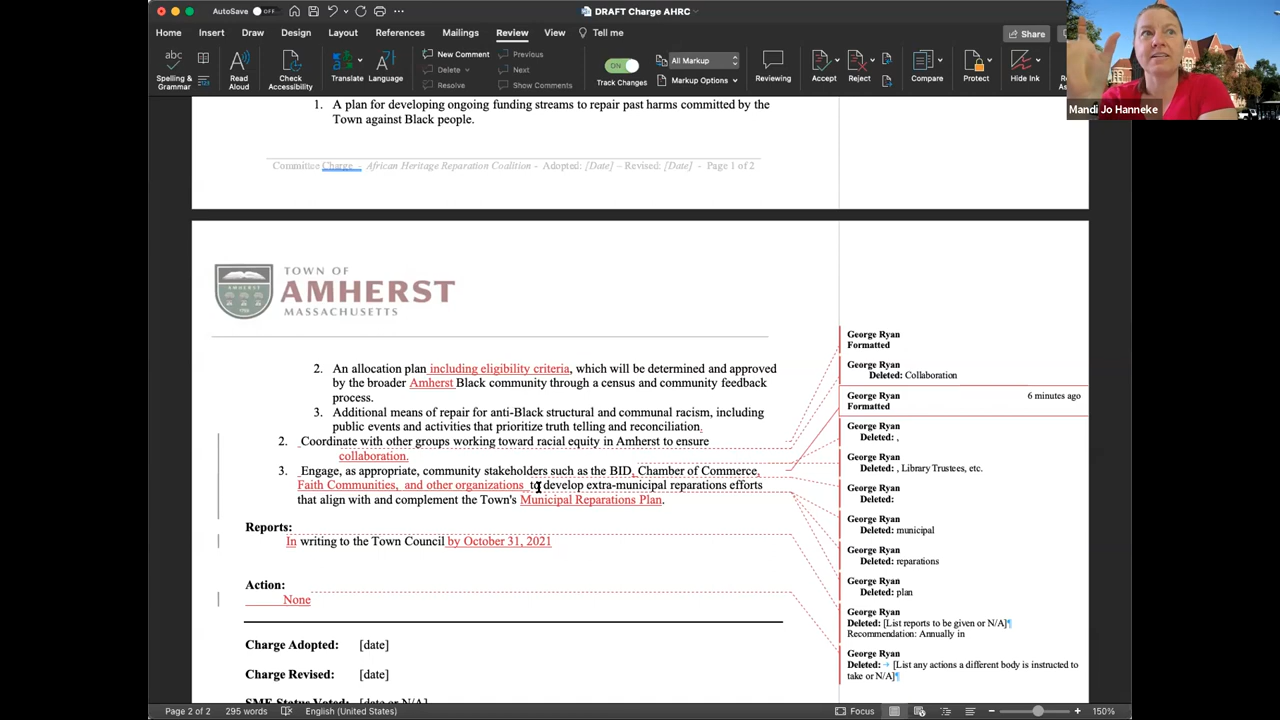 AutoSave OFF
DRAFT Charge AHRC
Home Insert Draw Design Layout References Mailings Review View Tell me
Share
abc
Spelling & Grammar
Read Aloud
Check Accessibility
Translate
Language
New Comment
Delete
Resolve
Previous
Next
Show Comments
ON
Track Changes
All Markup
Markup Options
Reviewing
Accept
Reject
Compare
Protect
Hide Ink
Mandi Jo Hanneke
1. A plan for developing ongoing funding streams to repair past harms committed by the
Town against Black people.
Committee Charge - African Heritage Reparation Coalition - Adopted: [Date] – Revised: [Date] - Page 1 of 2
TOWN OF
AMHERST
MASSACHUSETTS
2. An allocation plan including eligibility criteria, which will be determined and approved
by the broader Amherst Black community through a census and community feedback
process.
3. Additional means of repair for anti-Black structural and communal racism, including
public events and activities that prioritize truth telling and reconciliation.
2. Coordinate with other groups working toward racial equity in Amherst to ensure
collaboration.
3. Engage, as appropriate, community stakeholders such as the BID, Chamber of Commerce,
Faith Communities, and other organizations to develop extra-municipal reparations efforts
that align with and complement the Town's Municipal Reparations Plan.
Reports:
In writing to the Town Council by October 31, 2021
Action:
None
Charge Adopted: [date]
Charge Revised: [date]
SME Status Voted: [date or N/A]
George Ryan
Formatted
George Ryan
Deleted: Collaboration
George Ryan 6 minutes ago
Formatted
George Ryan
Deleted: ,
George Ryan
Deleted: , Library Trustees, etc.
George Ryan
Deleted:
George Ryan
Deleted: municipal
George Ryan
Deleted: reparations
George Ryan
Deleted: plan
George Ryan
Deleted: [List reports to be given or N/A]¶
Recommendation: Annually in
George Ryan
Deleted: → [List any actions a different body is instructed to
take or N/A]¶
Page 2 of 2 295 words English (United States) Focus 150%